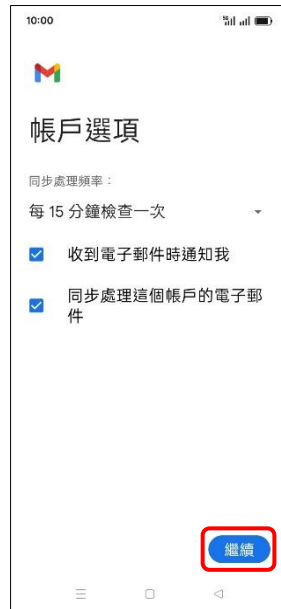 10:00
帳戶選項
同步處理頻率：
每 15 分鐘檢查一次
收到電子郵件時通知我
同步處理這個帳戶的電子郵
件
繼續